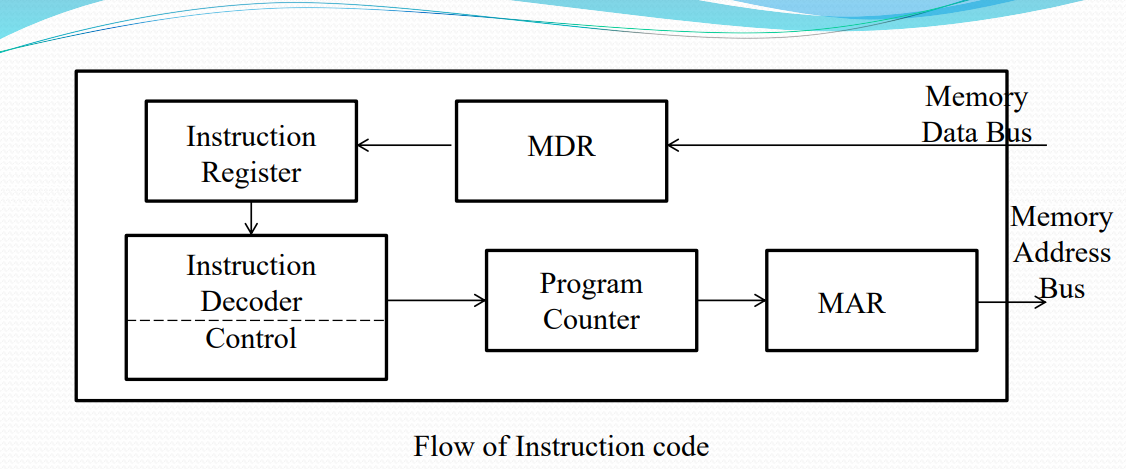 Memory
Data Bus
Instruction
Register
MDR
Memory
Address
Bus
Instruction
Decoder
Control
Program
Counter
MAR
Flow of Instruction code